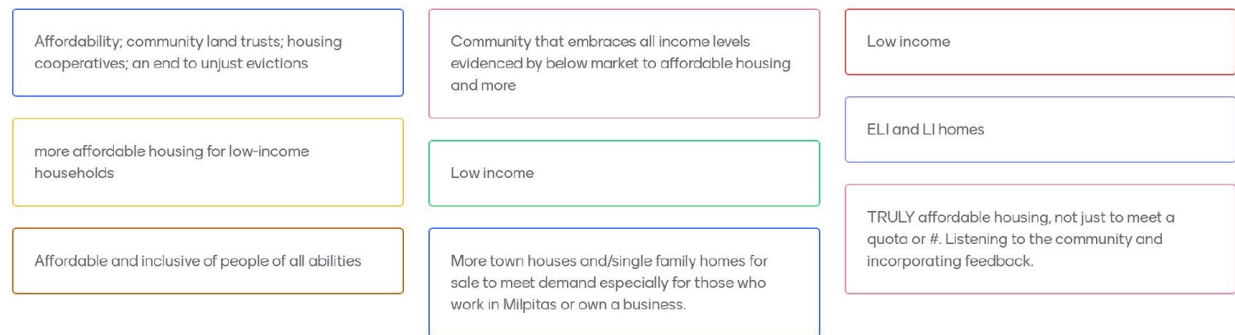 Affordability; community land trusts; housing
cooperatives; an end to unjust evictions
more affordable housing for low-income
households
Affordable and inclusive of people of all abilities
Community that embraces all income levels
evidenced by below market to affordable housing
and more
Low income
More town houses and/single family homes for
sale to meet demand especially for those who
work in Milpitas or own a business.
Low income
ELI and LI homes
TRULY affordable housing, not just to meet a
quota or #. Listening to the community and
incorporating feedback.